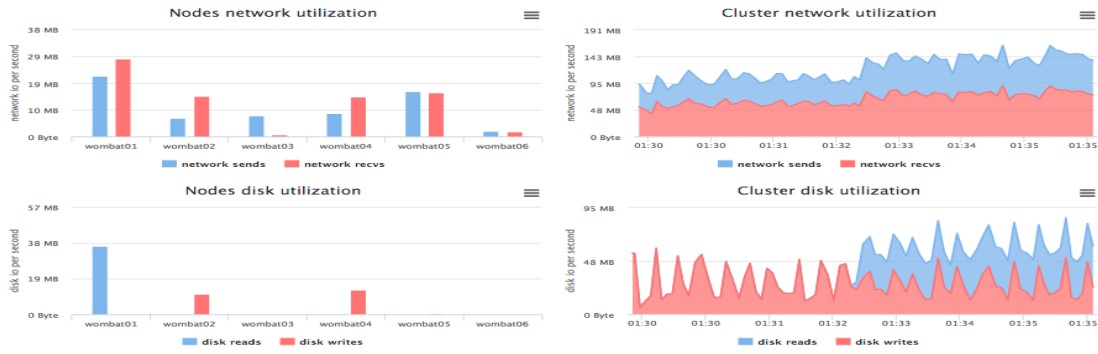 Nodes network utilization
network io per second
38 MB
29 MB
19 MB
10 MB
0 Byte
wombat01 wombat02 wombat03 wombat04 wombat05 wombat06
network sends network recvs
Cluster network utilization
network io per second
191 MB
143 MB
95 MB
48 MB
0 Byte
01:30 01:30 01:31 01:32 01:33 01:34 01:35 01:35
network sends network recvs
Nodes disk utilization
disk io per second
57 MB
38 MB
19 MB
0 Byte
wombat01 wombat02 wombat03 wombat04 wombat05 wombat06
disk reads disk writes
Cluster disk utilization
disk io per second
95 MB
48 MB
0 Byte
01:30 01:30 01:31 01:32 01:33 01:34 01:35 01:35
disk reads disk writes